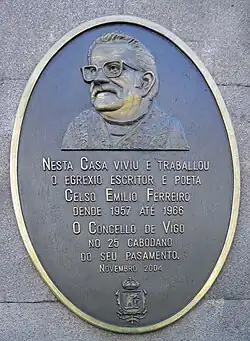 Nesta Casa viviu e traballou
o egrexio escritor e poeta
Celso Emilio Ferreiro
dende 1957 até 1966
O Concello de Vigo
no 25 cabodano
do seu pasamento.
Novembro 2004